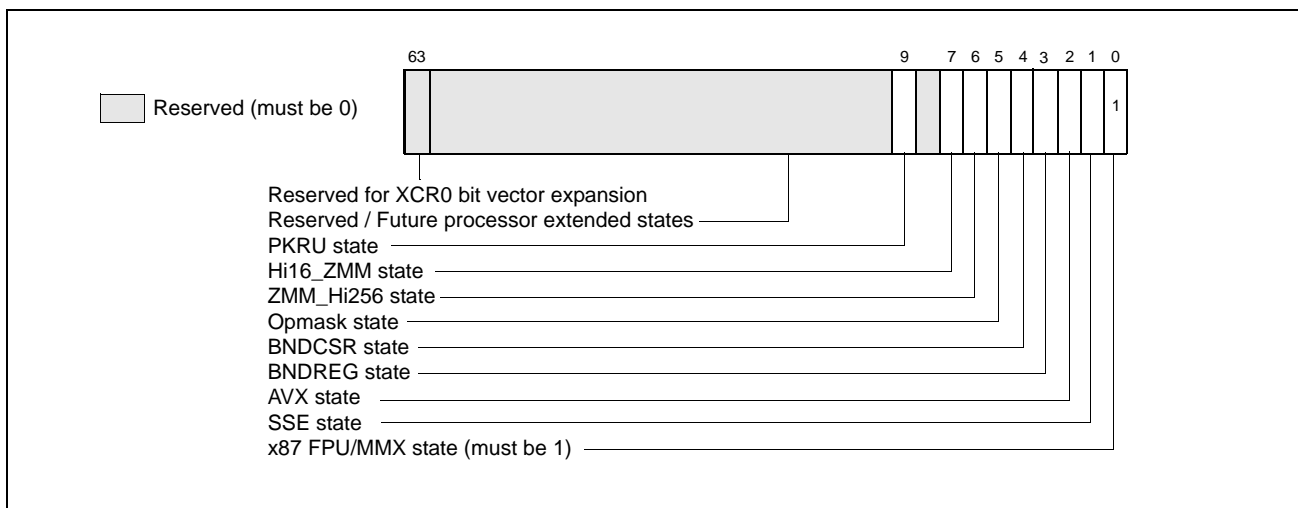 63 9 7 6 5 4 3 2 1 0
Reserved (must be 0)
1
Reserved for XCR0 bit vector expansion
Reserved / Future processor extended states
PKRU state
Hi16_ZMM state
ZMM_Hi256 state
Opmask state
BNDCSR state
BNDREG state
AVX state
SSE state
x87 FPU/MMX state (must be 1)